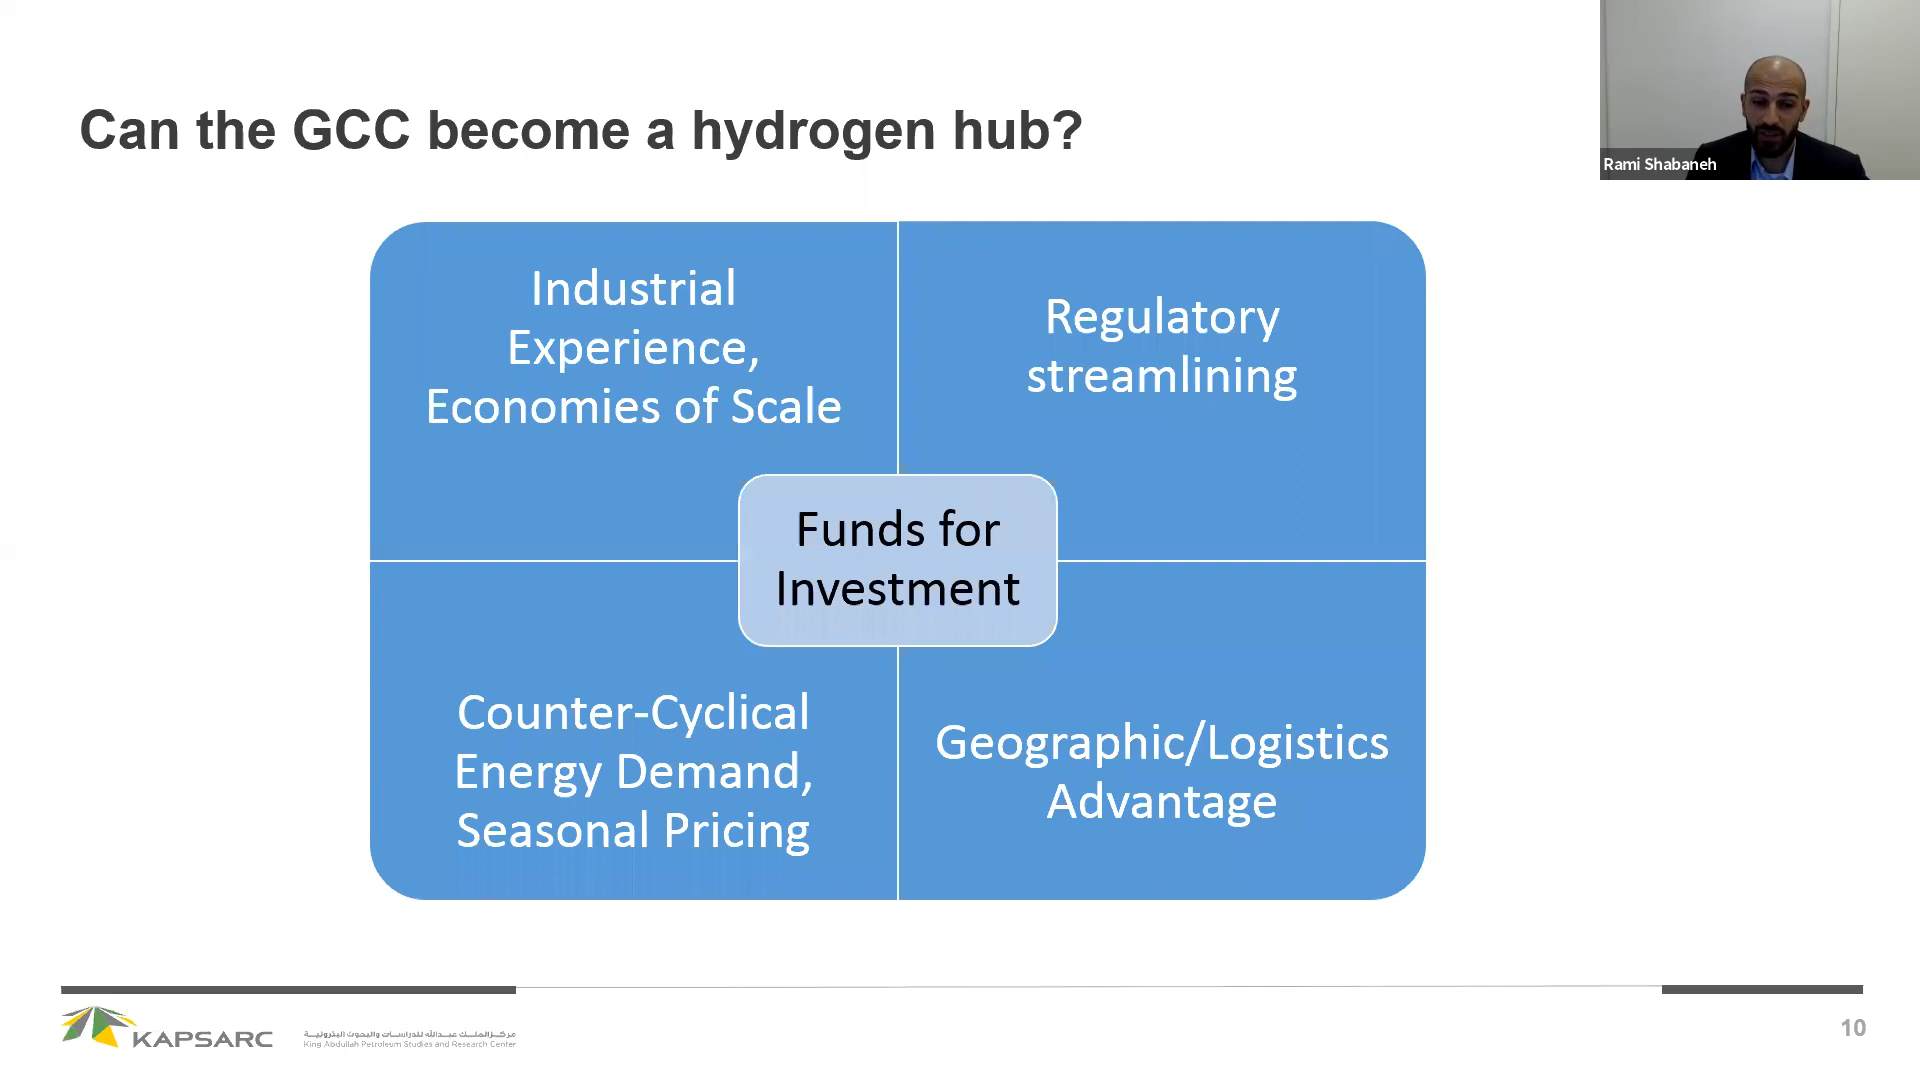 Can the GCC become a hydrogen hub?
Rami Shabaneh
Industrial
Experience,
Economies of Scale
Regulatory
streamlining
Funds for
Investment
Counter-Cyclical
Energy Demand,
Seasonal Pricing
Geographic/Logistics
Advantage
KAPSARC
مركز الملك عبدالله للدراسات والبحوث البترولية
King Abdullah Petroleum Studies and Research Center
10